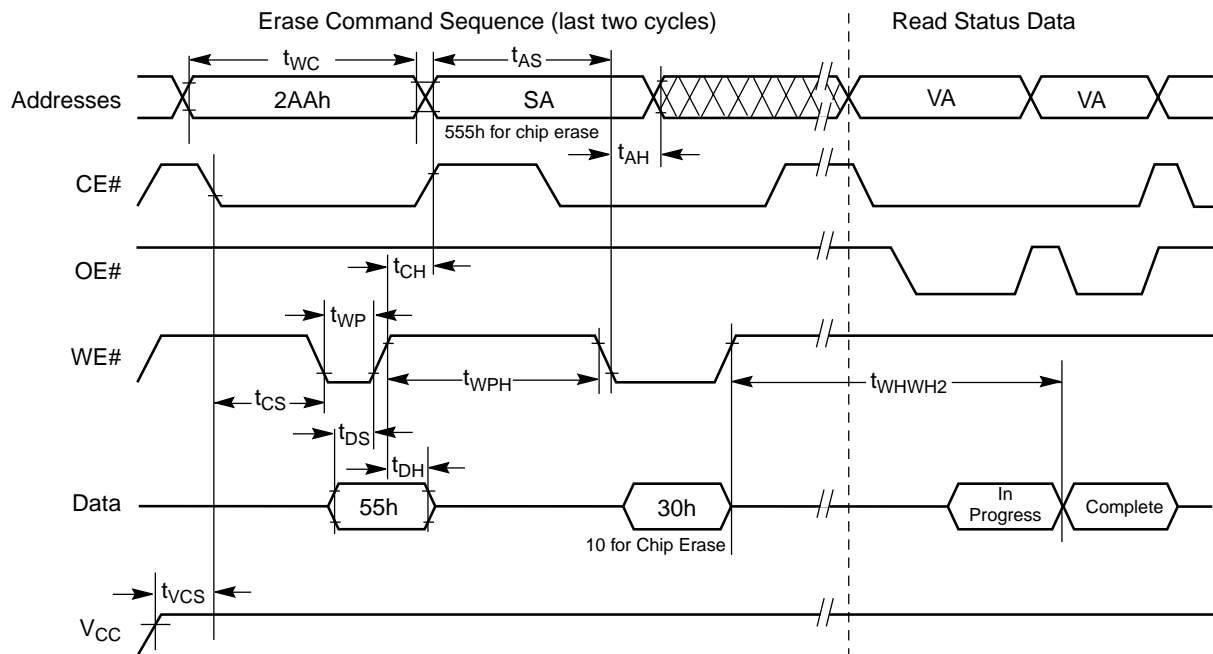 Erase Command Sequence (last two cycles)
Read Status Data
tWC
tAS
Addresses
2AAh
SA
VA
VA
555h for chip erase
tAH
CE#
OE#
tCH
tWP
WE#
tWPH
tWHWH2
tCS
tDS
tDH
Data
55h
30h
In
Progress
Complete
10 for Chip Erase
tVCS
VCC